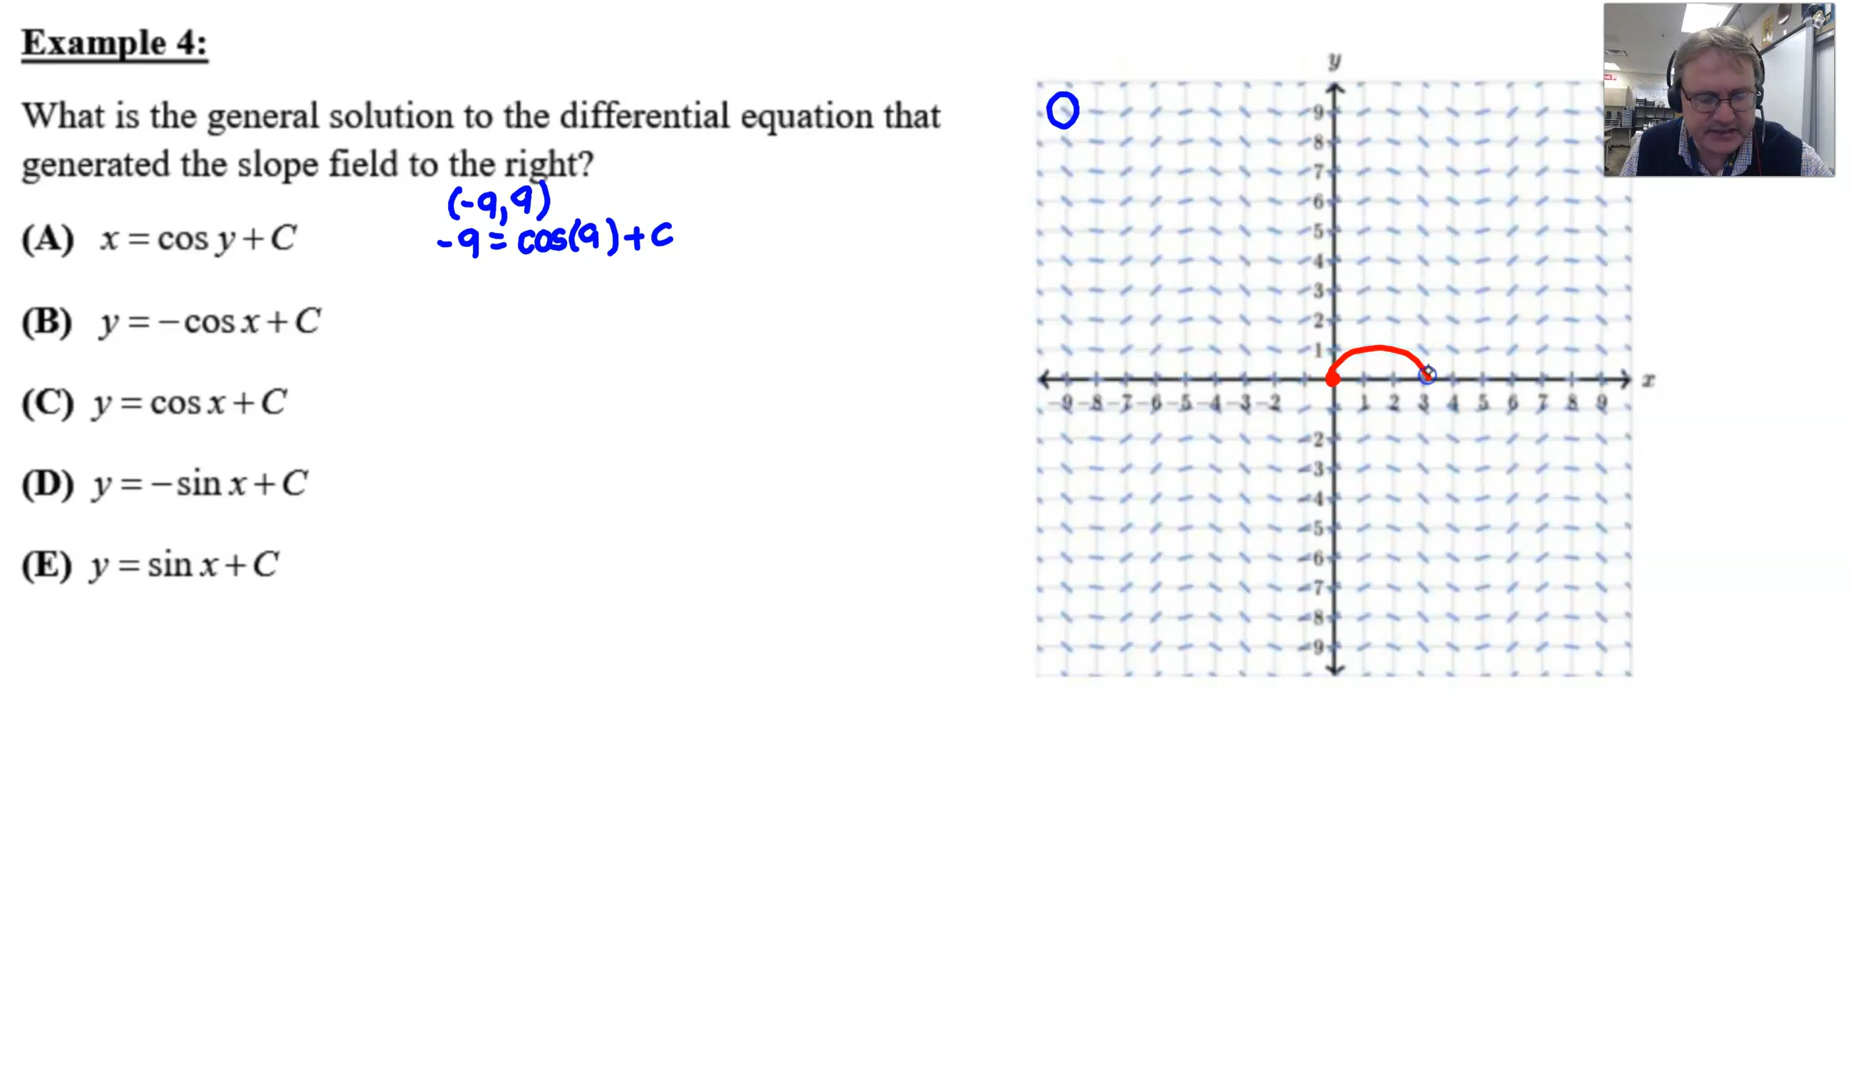 Example 4:
What is the general solution to the differential equation that
generated the slope field to the right?
(-9,9)
(A) x = cos y + C
-9 = cos(9) + c
(B) y = −cos x + C
(C) y = cos x + C
(D) y = −sin x + C
(E) y = sin x + C
y
9
8
7
6
5
4
3
2
1
x
-9 -8 -7 -6 -5 -4 -3 -2 1 2 3 4 5 6 7 8 9
-2
-3
-4
-5
-6
-7
-8
-9